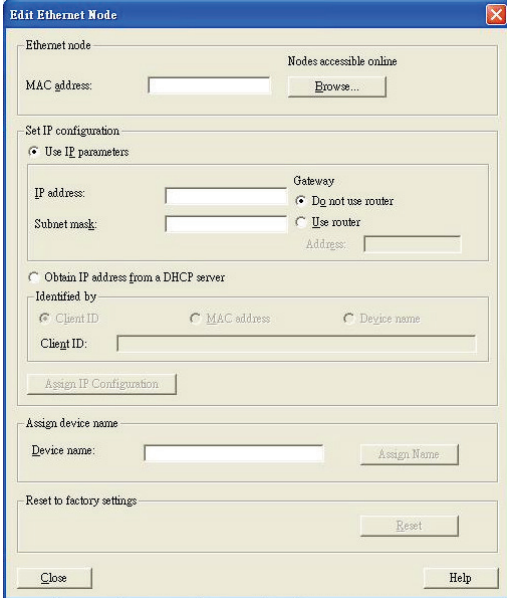 Edit Ethernet Node
Ethernet node
Nodes accessible online
MAC address:
Browse...
Set IP configuration
Use IP parameters
Gateway
IP address:
Do not use router
Subnet mask:
Use router
Address:
Obtain IP address from a DHCP server
Identified by
Client ID
MAC address
Device name
Client ID:
Assign IP Configuration
Assign device name
Device name:
Assign Name
Reset to factory settings
Reset
Close
Help